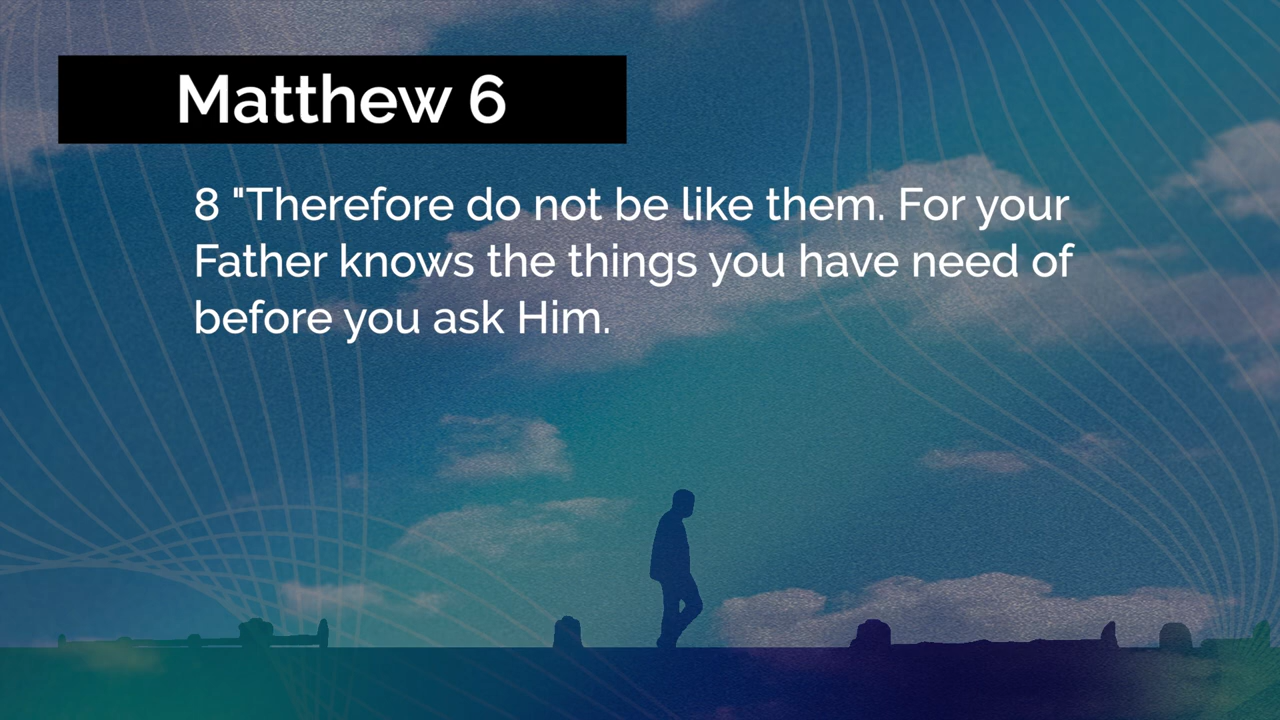 Matthew 6
8 "Therefore do not be like them. For your
Father knows the things you have need of
before you ask Him.